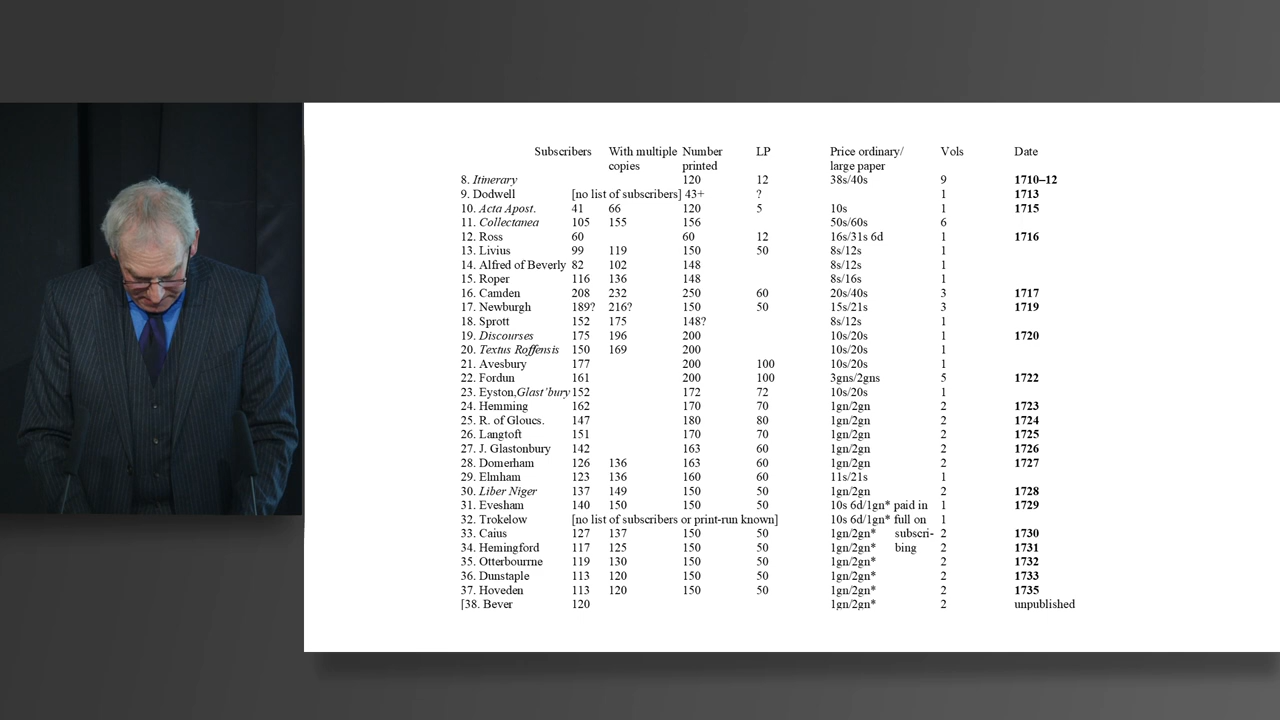 Subscribers With multiple Number LP Price ordinary/ Vols Date
copies printed large paper
8. Itinerary 120 12 38s/40s 9 1710–12
9. Dodwell [no list of subscribers] 43+ ? 1 1713
10. Acta Apost. 41 66 120 5 10s 1 1715
11. Collectanea 105 155 156 50s/60s 6
12. Ross 60 60 12 16s/31s 6d 1 1716
13. Livius 99 119 150 50 8s/12s 1
14. Alfred of Beverly 82 102 148 8s/12s 1
15. Roper 116 136 148 8s/16s 1
16. Camden 208 232 250 60 20s/40s 3 1717
17. Newburgh 189? 216? 150 50 15s/21s 3 1719
18. Sprott 152 175 148? 8s/12s 1
19. Discourses 175 196 200 10s/20s 1 1720
20. Textus Roffensis 150 169 200 10s/20s 1
21. Avesbury 177 200 100 10s/20s 1
22. Fordun 161 200 100 3gns/2gns 5 1722
23. Eyston,Glast'bury 152 172 72 10s/20s 1
24. Hemming 162 170 70 1gn/2gn 2 1723
25. R. of Gloucs. 147 180 80 1gn/2gn 2 1724
26. Langtoft 151 170 70 1gn/2gn 2 1725
27. J. Glastonbury 142 163 60 1gn/2gn 2 1726
28. Domerham 126 136 163 60 1gn/2gn 2 1727
29. Elmham 123 136 160 60 11s/21s 1
30. Liber Niger 137 149 150 50 1gn/2gn 2 1728
31. Evesham 140 150 150 50 10s 6d/1gn* paid in 1 1729
32. Trokelow [no list of subscribers or print-run known] 10s 6d/1gn* full on 1
33. Caius 127 137 150 50 1gn/2gn* subscri- 2 1730
34. Hemingford 117 125 150 50 1gn/2gn* bing 2 1731
35. Otterbourne 119 130 150 50 1gn/2gn* 2 1732
36. Dunstaple 113 120 150 50 1gn/2gn* 2 1733
37. Hoveden 113 120 150 50 1gn/2gn* 2 1735
[38. Bever 120 1gn/2gn* 2 unpublished